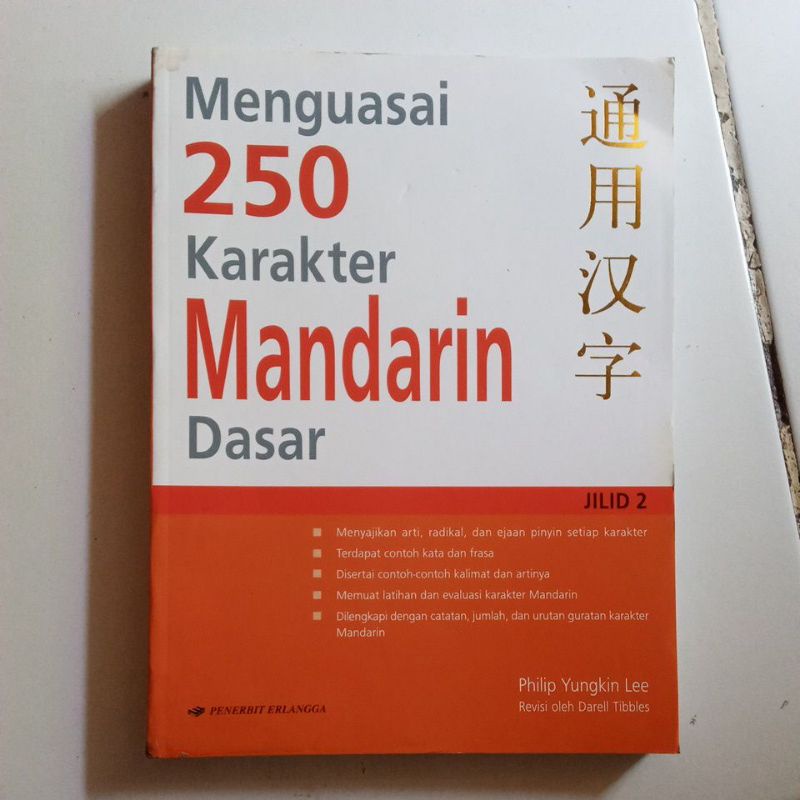 Menguasai
250
Karakter
Mandarin
Dasar
通用汉字
JILID 2
Menyajikan arti, radikal, dan ejaan pinyin setiap karakter
Terdapat contoh kata dan frasa
Disertai contoh-contoh kalimat dan artinya
Memuat latihan dan evaluasi karakter Mandarin
Dilengkapi dengan catatan, jumlah, dan urutan guratan karakter
Mandarin
Philip Yungkin Lee
Revisi oleh Darell Tibbles
PENERBIT ERLANGGA